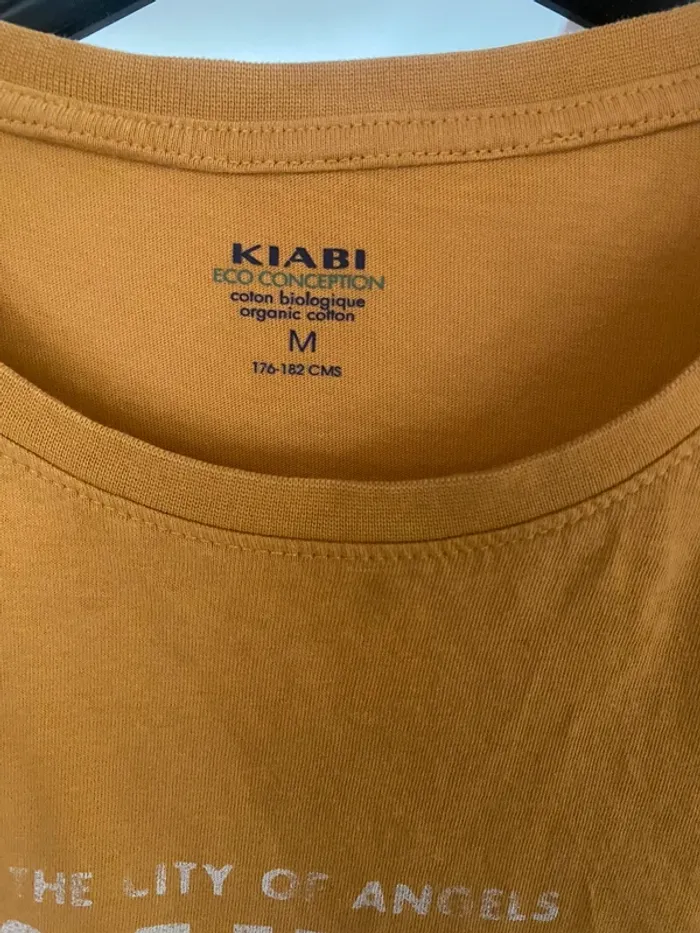 KIABI
ECO CONCEPTION
coton biologique
organic cotton
M
176-182 CMS
THE CITY OF ANGELS